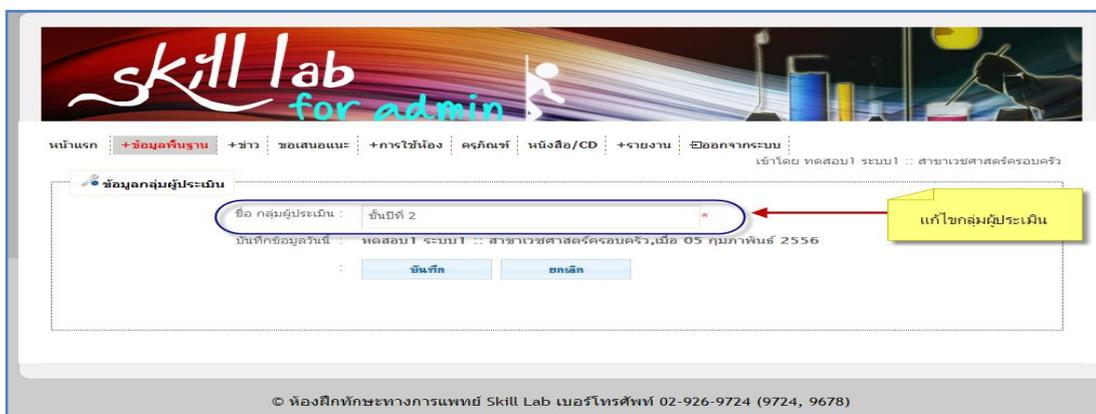 skill lab
for admin
หน้าแรก +ข้อมูลพื้นฐาน +ข่าว ขอเสนอแนะ +การใช้ห้อง ครุภัณฑ์ หนังสือ/CD +รายงาน ออกจากระบบ
เข้าโดย ทดสอบ1 ระบบ1 :: สาขาเวชศาสตร์ครอบครัว
ข้อมูลกลุ่มผู้ประเมิน
ชื่อ กลุ่มผู้ประเมิน : ชั้นปีที่ 2 *
แก้ไขกลุ่มผู้ประเมิน
บันทึกข้อมูลวันนี้ : ทดสอบ1 ระบบ1 :: สาขาเวชศาสตร์ครอบครัว,เมื่อ 05 กุมภาพันธ์ 2556
: บันทึก ยกเลิก
© ห้องฝึกทักษะทางการแพทย์ Skill Lab เบอร์โทรศัพท์ 02-926-9724 (9724, 9678)